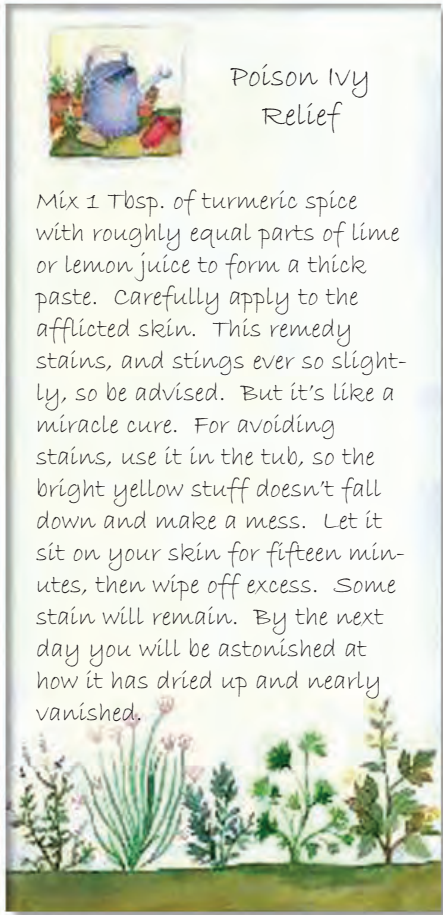 Poison Ivy
Relief
Mix 1 Tbsp. of turmeric spice
with roughly equal parts of lime
or lemon juice to form a thick
paste.  Carefully apply to the
afflicted skin.  This remedy
stains, and stings ever so slight-
ly, so be advised.  But it's like a
miracle cure.  For avoiding
stains, use it in the tub, so the
bright yellow stuff doesn't fall
down and make a mess.  Let it
sit on your skin for fifteen min-
utes, then wipe off excess.  Some
stain will remain.  By the next
day you will be astonished at
how it has dried up and nearly
vanished.